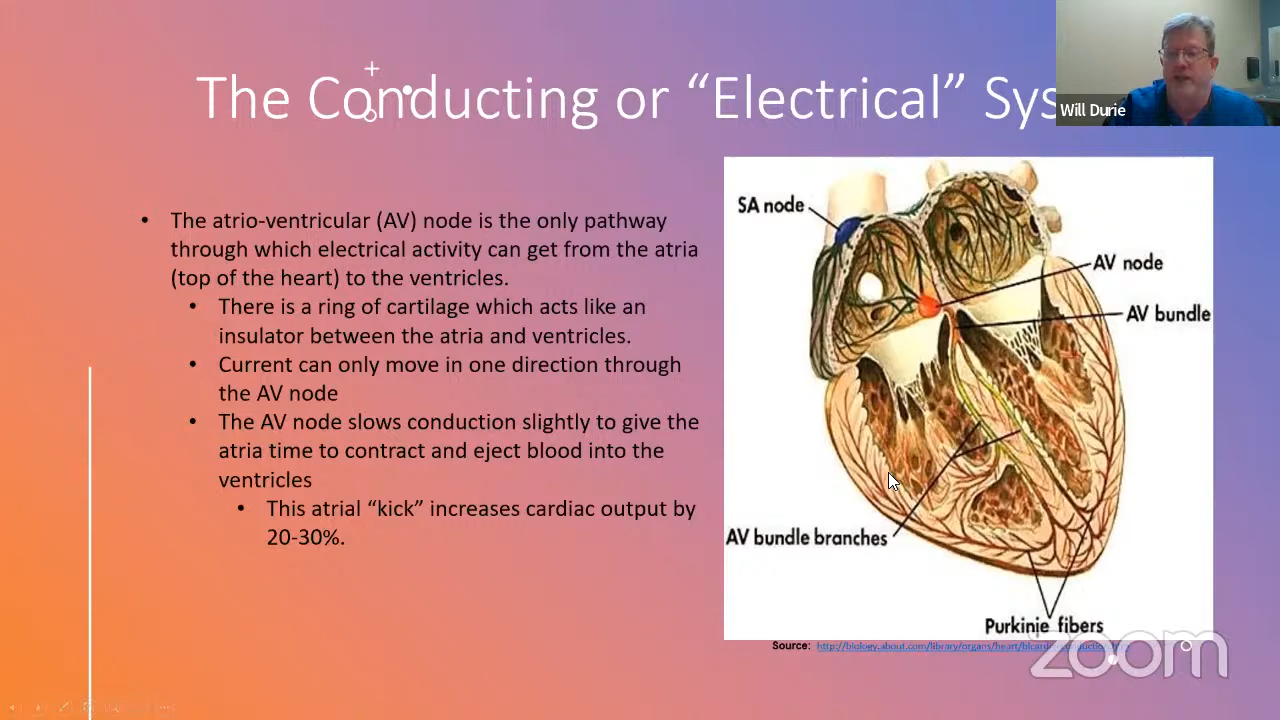 The Conducting or “Electrical” Sys
Will Durie
• The atrio-ventricular (AV) node is the only pathway
through which electrical activity can get from the atria
(top of the heart) to the ventricles.
• There is a ring of cartilage which acts like an
insulator between the atria and ventricles.
• Current can only move in one direction through
the AV node
• The AV node slows conduction slightly to give the
atria time to contract and eject blood into the
ventricles
• This atrial “kick” increases cardiac output by
20-30%.
SA node
AV node
AV bundle
AV bundle branches
Purkinje fibers
Source:
zoom